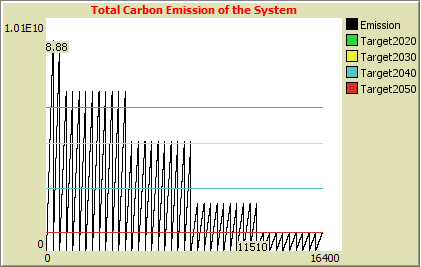 Total Carbon Emission of the System
1.01E10
8.88
Emission
Target2020
Target2030
Target2040
Target2050
11510
0
0
16400